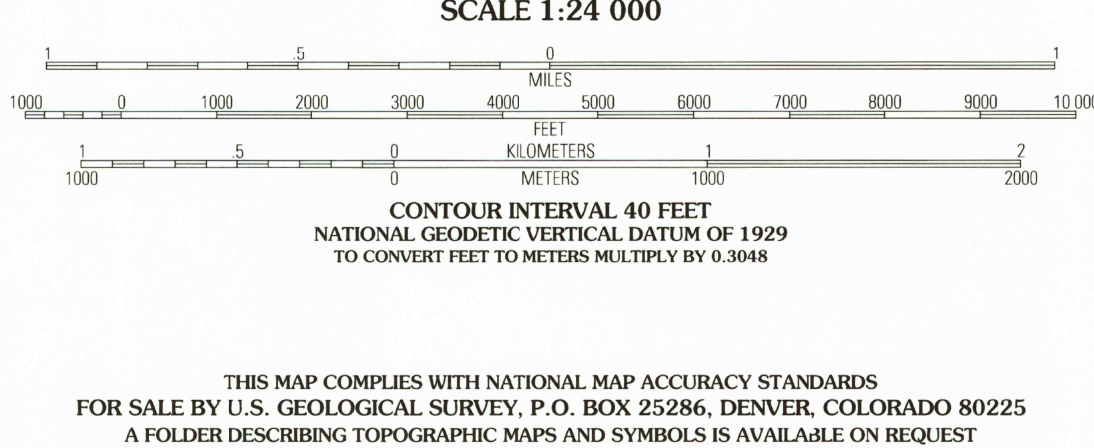 SCALE 1:24 000
1 .5 0 1
MILES
1000 0 1000 2000 3000 4000 5000 6000 7000 8000 9000 10 000
FEET
1 .5 0 KILOMETERS 1 2
1000 0 METERS 1000 2000
CONTOUR INTERVAL 40 FEET
NATIONAL GEODETIC VERTICAL DATUM OF 1929
TO CONVERT FEET TO METERS MULTIPLY BY 0.3048
THIS MAP COMPLIES WITH NATIONAL MAP ACCURACY STANDARDS
FOR SALE BY U.S. GEOLOGICAL SURVEY, P.O. BOX 25286, DENVER, COLORADO 80225
A FOLDER DESCRIBING TOPOGRAPHIC MAPS AND SYMBOLS IS AVAILABLE ON REQUEST